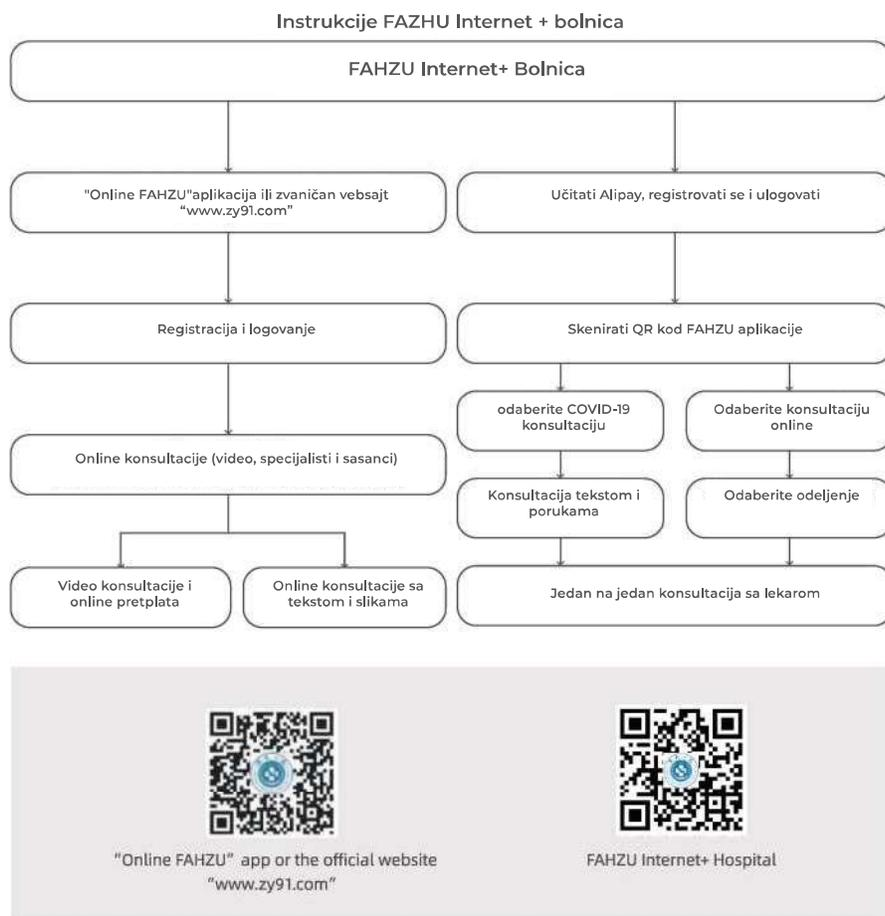 Instrukcije FAZHU Internet + bolnica
FAHZU Internet+ Bolnica
"Online FAHZU"aplikacija ili zvaničan vebsajt
“www.zy91.com”
Učitati Alipay, registrovati se i ulogovati
Registracija i logovanje
Skenirati QR kod FAHZU aplikacije
odaberite COVID-19
konsultaciju
Odaberite konsultaciju
online
Online konsultacije (video, specijalisti i sasanci)
Konsultacija tekstom i
porukama
Odaberite odeljenje
Video konsultacije i
online pretplata
Online konsultacije sa
tekstom i slikama
Jedan na jedan konsultacija sa lekarom
“Online FAHZU” app or the official website
“www.zy91.com”
FAHZU Internet+ Hospital